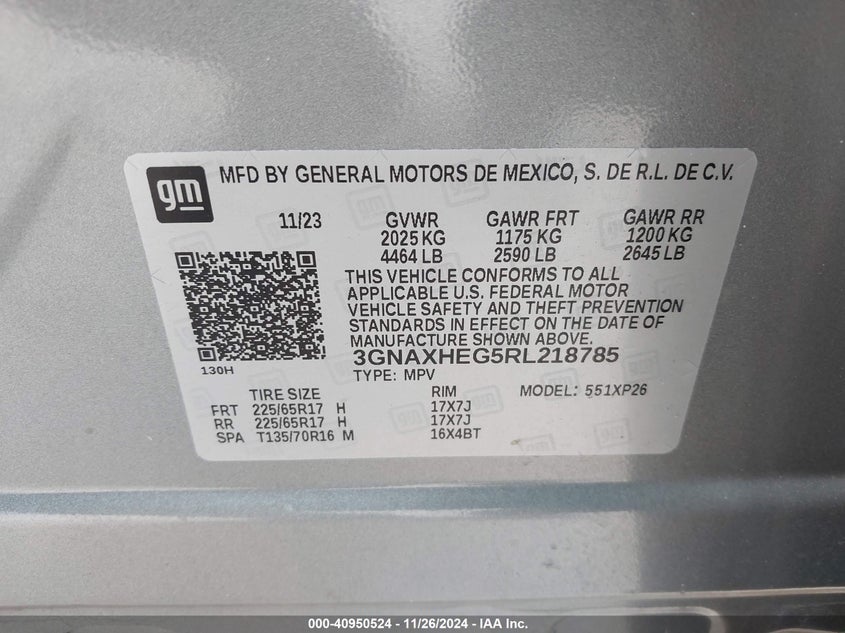 gm MFD BY GENERAL MOTORS DE MEXICO, S. DE R.L. DE C.V.
11/23 GVWR GAWR FRT GAWR RR
2025 KG 1175 KG 1200 KG
4464 LB 2590 LB 2645 LB
THIS VEHICLE CONFORMS TO ALL
APPLICABLE U.S. FEDERAL MOTOR
VEHICLE SAFETY AND THEFT PREVENTION
STANDARDS IN EFFECT ON THE DATE OF
MANUFACTURE SHOWN ABOVE.
130H
3GNAXHEG5RL218785
TYPE: MPV
TIRE SIZE RIM MODEL: 551XP26
FRT 225/65R17 H 17X7J
RR 225/65R17 H 17X7J
SPA T135/70R16 M 16X4BT
000-40950524 - 11/26/2024 - IAA Inc.